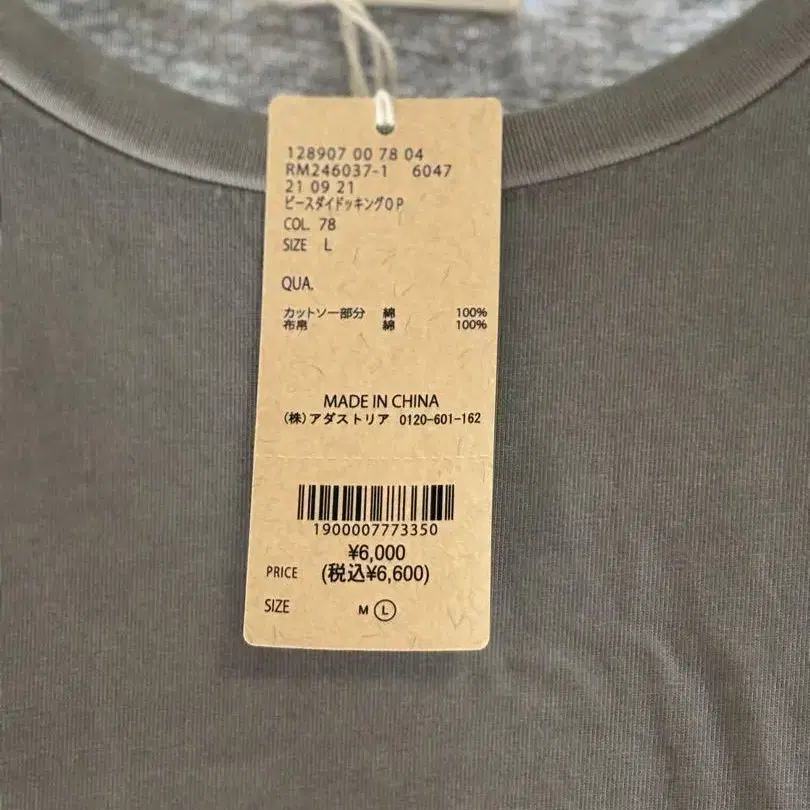 128907 00 78 04
RM246037-1 6047
21 09 21
ピースダイドッキングOP
COL. 78
SIZE L
QUA.
カットソー部分 綿 100%
布帛 綿 100%
MADE IN CHINA
(株)アダストリア 0120-601-162
1900007773350
¥6,000
PRICE (税込¥6,600)
SIZE M L